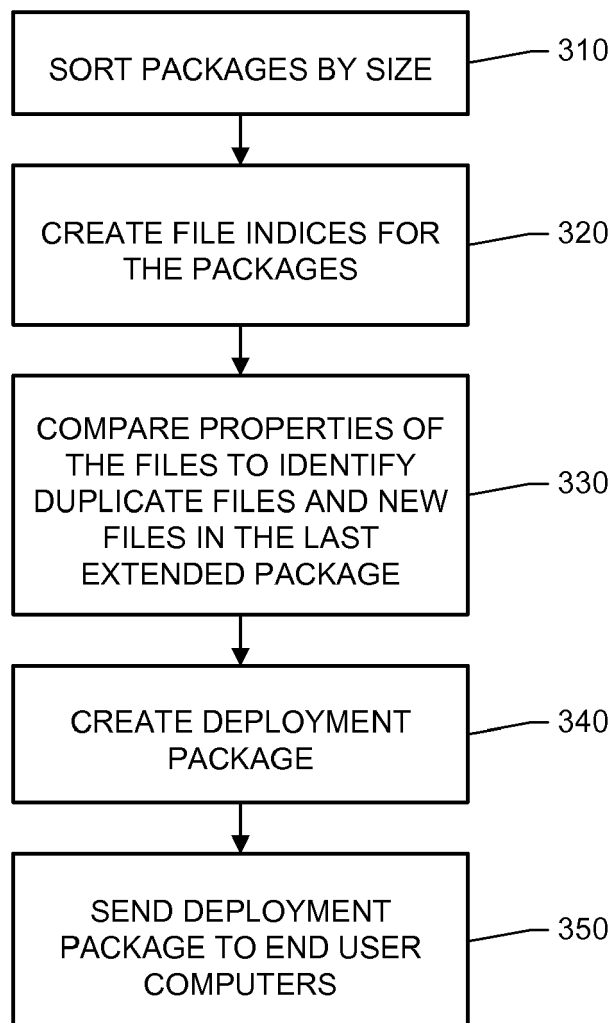 SORT PACKAGES BY SIZE
310
CREATE FILE INDICES FOR
THE PACKAGES
320
COMPARE PROPERTIES OF
THE FILES TO IDENTIFY
DUPLICATE FILES AND NEW
FILES IN THE LAST
EXTENDED PACKAGE
330
CREATE DEPLOYMENT
PACKAGE
340
SEND DEPLOYMENT
PACKAGE TO END USER
COMPUTERS
350